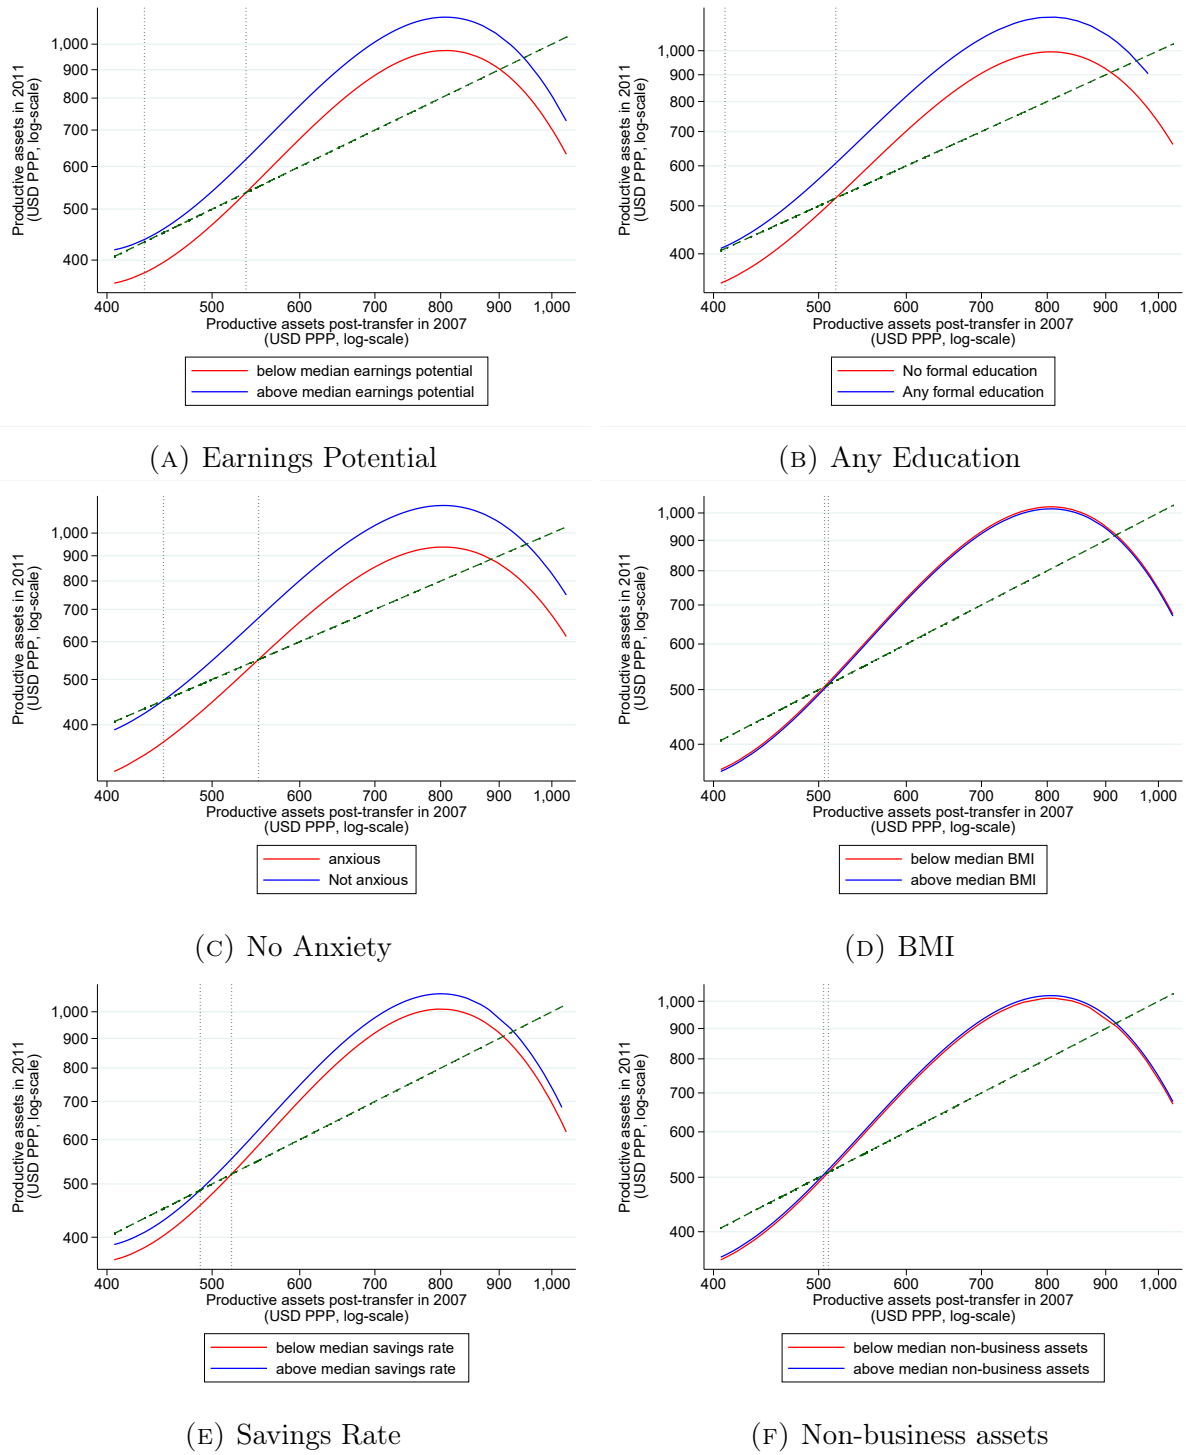 Productive assets in 2011
(USD PPP, log-scale)
1,000
900
800
700
600
500
400
400 500 600 700 800 900 1,000
Productive assets post-transfer in 2007
(USD PPP, log-scale)
below median earnings potential
above median earnings potential
(A) Earnings Potential
Productive assets in 2011
(USD PPP, log-scale)
1,000
900
800
700
600
500
400
400 500 600 700 800 900 1,000
Productive assets post-transfer in 2007
(USD PPP, log-scale)
No formal education
Any formal education
(B) Any Education
Productive assets in 2011
(USD PPP, log-scale)
1,000
900
800
700
600
500
400
400 500 600 700 800 900 1,000
Productive assets post-transfer in 2007
(USD PPP, log-scale)
anxious
Not anxious
(C) No Anxiety
Productive assets in 2011
(USD PPP, log-scale)
1,000
900
800
700
600
500
400
400 500 600 700 800 900 1,000
Productive assets post-transfer in 2007
(USD PPP, log-scale)
below median BMI
above median BMI
(D) BMI
Productive assets in 2011
(USD PPP, log-scale)
1,000
900
800
700
600
500
400
400 500 600 700 800 900 1,000
Productive assets post-transfer in 2007
(USD PPP, log-scale)
below median savings rate
above median savings rate
(E) Savings Rate
Productive assets in 2011
(USD PPP, log-scale)
1,000
900
800
700
600
500
400
400 500 600 700 800 900 1,000
Productive assets post-transfer in 2007
(USD PPP, log-scale)
below median non-business assets
above median non-business assets
(F) Non-business assets